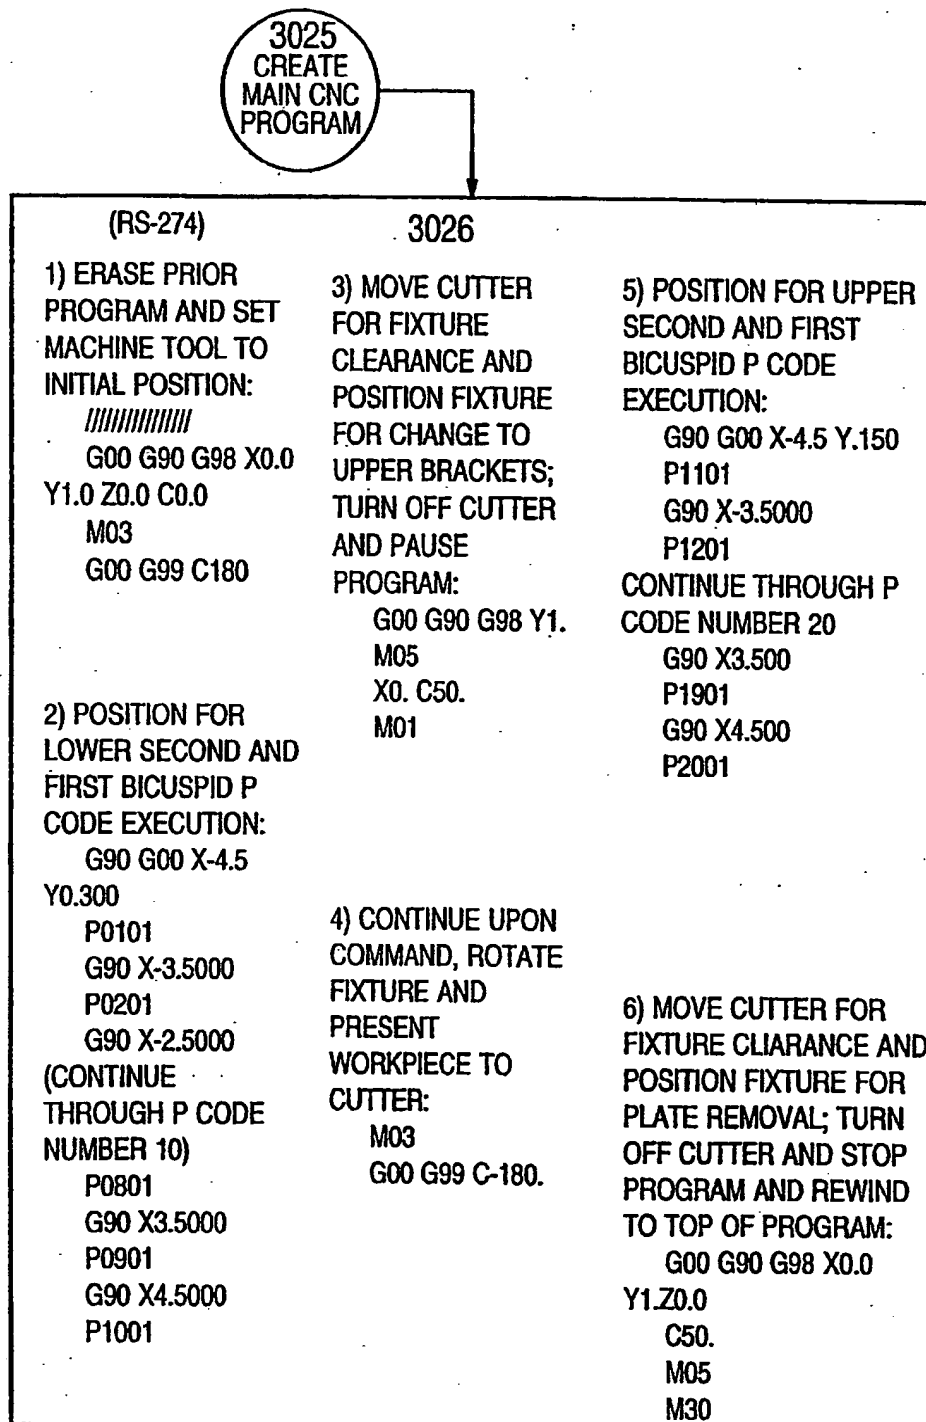 3025
CREATE
MAIN CNC
PROGRAM
(RS-274)
3026
1) ERASE PRIOR
PROGRAM AND SET
MACHINE TOOL TO
INITIAL POSITION:
////////////////
G00 G90 G98 X0.0
Y1.0 Z0.0 C0.0
M03
G00 G99 C180
2) POSITION FOR
LOWER SECOND AND
FIRST BICUSPID P
CODE EXECUTION:
G90 G00 X-4.5
Y0.300
P0101
G90 X-3.5000
P0201
G90 X-2.5000
(CONTINUE
THROUGH P CODE
NUMBER 10)
P0801
G90 X3.5000
P0901
G90 X4.5000
P1001
3) MOVE CUTTER
FOR FIXTURE
CLEARANCE AND
POSITION FIXTURE
FOR CHANGE TO
UPPER BRACKETS;
TURN OFF CUTTER
AND PAUSE
PROGRAM:
G00 G90 G98 Y1.
M05
X0. C50.
M01
4) CONTINUE UPON
COMMAND, ROTATE
FIXTURE AND
PRESENT
WORKPIECE TO
CUTTER:
M03
G00 G99 C-180.
5) POSITION FOR UPPER
SECOND AND FIRST
BICUSPID P CODE
EXECUTION:
G90 G00 X-4.5 Y.150
P1101
G90 X-3.5000
P1201
CONTINUE THROUGH P
CODE NUMBER 20
G90 X3.500
P1901
G90 X4.500
P2001
6) MOVE CUTTER FOR
FIXTURE CLIARANCE AND
POSITION FIXTURE FOR
PLATE REMOVAL; TURN
OFF CUTTER AND STOP
PROGRAM AND REWIND
TO TOP OF PROGRAM:
G00 G90 G98 X0.0
Y1.Z0.0
C50.
M05
M30